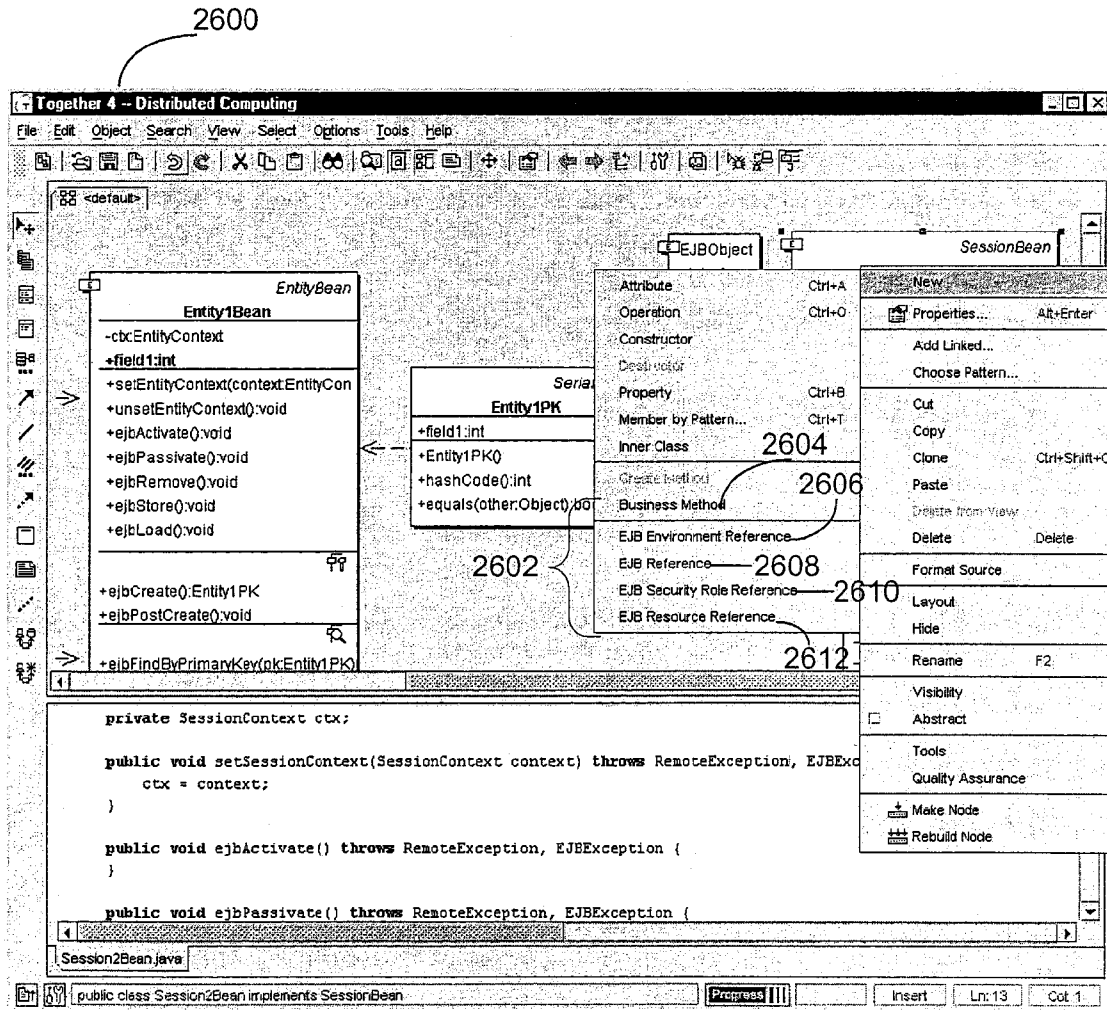 2600
Together 4 -- Distributed Computing
File Edit Object Search View Select Options Tools Help
<default>
EntityBean
Entity1Bean
-ctx:EntityContext
+field1:int
+setEntityContext(context:EntityCon
+unsetEntityContext():void
+ejbActivate():void
+ejbPassivate():void
+ejbRemove():void
+ejbStore():void
+ejbLoad():void
+ejbCreate():Entity1PK
+ejbPostCreate():void
+ejbFindByPrimaryKey(pk:Entity1PK)
Serial
Entity1PK
+field1:int
+Entity1PK()
+hashCode():int
+equals(other:Object):boo
EJBObject
SessionBean
Attribute Ctrl+A
Operation Ctrl+O
Constructor
Destructor
Property Ctrl+B
Member by Pattern... Ctrl+T
Inner Class
2604
Create Method
2606
Business Method
EJB Environment Reference
2602
EJB Reference
2608
EJB Security Role Reference
2610
EJB Resource Reference
2612
New
Properties... Alt+Enter
Add Linked...
Choose Pattern...
Cut
Copy
Clone Ctrl+Shift+C
Paste
Delete from View
Delete Delete
Format Source
Layout
Hide
Rename F2
Visibility
Abstract
Tools
Quality Assurance
Make Node
Rebuild Node
private SessionContext ctx;
public void setSessionContext(SessionContext context) throws RemoteException, EJBExc
ctx = context;
}
public void ejbActivate() throws RemoteException, EJBException {
}
public void ejbPassivate() throws RemoteException, EJBException {
Session2Bean.java
public class Session2Bean implements SessionBean
Progress
Insert
Ln: 13
Col: 1